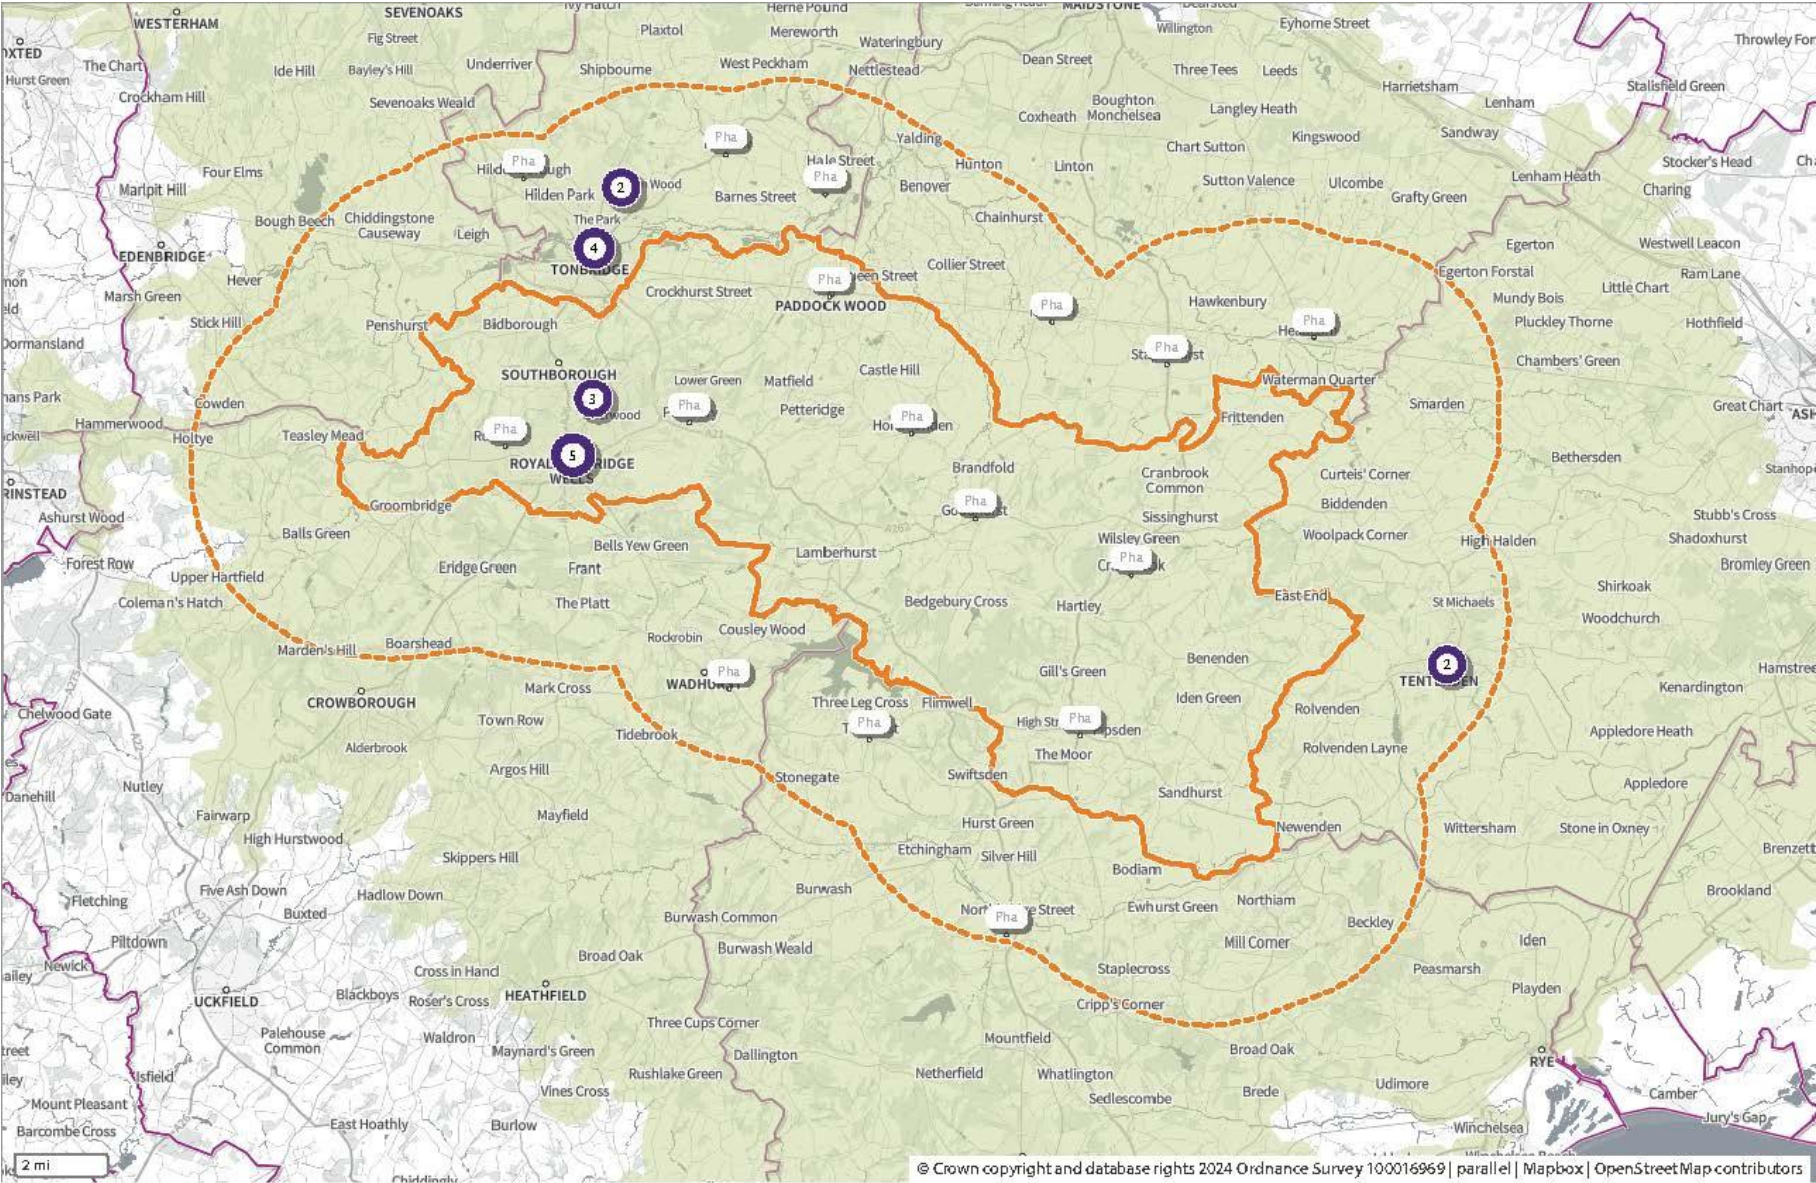 SEVENOAKS
Ivy Hatch
Herne Pound
MAIDSTONE
WESTERHAM
Fig Street
Plaxtol
Mereworth
Willington
Eyhorne Street
Wateringbury
The Chart
Underriver
Shipbourne
West Peckham
Nettlestead
Dean Street
Three Tees
Leeds
Hurst Green
Ide Hill
Bayley's Hill
Crockham Hill
Harrietsham
Stalisfield Green
Sevenoaks Weald
Boughton
Monchelsea
Coxheath
Langley Heath
Lenham
Pha
Yalding
Kingswood
Sandway
Chart Sutton
Pha
Hale Street
Hunton
Linton
Stocker's Head
Four Elms
Pha
Sutton Valence
Ulcombe
Lenham Heath
Marlpit Hill
Hilden Park
2
Wood
Barnes Street
Benover
Grafty Green
Charing
Bough Beech
Chiddingstone
Causeway
Leigh
The Park
Chainhurst
4
TONBRIDGE
EDENBRIDGE
Egerton
Westwell Leacon
Collier Street
Egerton Forstal
Ram Lane
Hever
Pha
Marsh Green
Crockhurst Street
PADDOCK WOOD
Mundy Bois
Little Chart
Pha
Hawkenbury
Stick Hill
Penshurst
Bidborough
Pha
Pluckley Thorne
Hothfield
Dormansland
Pha
SOUTHBOROUGH
Lower Green
Matfield
Castle Hill
Chambers' Green
Waterman Quarter
3
Pha
Petteridge
Pha
Frittenden
Smarden
Great Chart
Cowden
Hammerwood
Holtye
Teasley Mead
Pha
5
WELLS
Brandfold
Cranbrook
Common
Curteis' Corner
Bethersden
Biddenden
Groombridge
Pha
Sissinghurst
Ashurst Wood
Balls Green
Bells Yew Green
Lamberhurst
Wilsley Green
Woolpack Corner
High Halden
Stubb's Cross
Shadoxhurst
Forest Row
Upper Hartfield
Eridge Green
Frant
Pha
Bromley Green
Coleman's Hatch
The Platt
Bedgebury Cross
Hartley
East End
St Michaels
Shirkoak
Woodchurch
Rockrobin
Cousley Wood
Marden's Hill
Boarshead
Benenden
2
Pha
Gill's Green
CROWBOROUGH
Mark Cross
Three Leg Cross
Flimwell
Iden Green
Rolvenden
Kenardington
Chelwood Gate
Town Row
Pha
Pha
Tidebrook
The Moor
Rolvenden Layne
Appledore Heath
Alderbrook
Argos Hill
Stonegate
Swiftsden
Sandhurst
Appledore
Danehill
Nutley
Fairwarp
Mayfield
Hurst Green
Newenden
Wittersham
Stone in Oxney
High Hurstwood
Etchingham
Silver Hill
Skippers Hill
Bodiam
Five Ash Down
Hadlow Down
Burwash
Brookland
Fletching
Buxted
Burwash Common
Pha
Street
Ewhurst Green
Northiam
Beckley
Piltdown
Burwash Weald
Mill Corner
Iden
Newick
Broad Oak
Cross in Hand
Staplecross
Peasmarsh
Blackboys
Roser's Cross
HEATHFIELD
UCKFIELD
Playden
Cripp's Corner
Three Cups Corner
Palehouse
Common
Waldron
Maynard's Green
Mountfield
Dallington
Broad Oak
RYE
Isfield
Rushlake Green
Netherfield
Whatlington
Udimore
Vines Cross
Sedlescombe
Brede
Camber
Mount Pleasant
Jury's Gap
Barcombe Cross
East Hoathly
Burlow
Winchelsea
2 mi
Chiddingly
© Crown copyright and database rights 2024 Ordnance Survey 100016969 | parallel | Mapbox | OpenStreetMap contributors